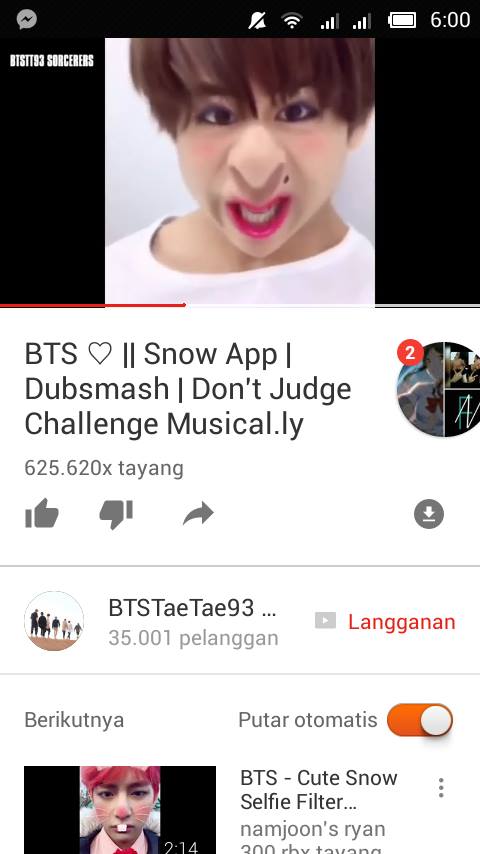 6:00
BTSTT93 SORCERERS
BTS ♡ || Snow App |
Dubsmash | Don't Judge
Challenge Musical.ly
2
625.620x tayang
BTSTaeTae93 ...
35.001 pelanggan
Langganan
Berikutnya
Putar otomatis
BTS - Cute Snow
Selfie Filter...
namjoon's ryan
300 rbx tayang
2:14